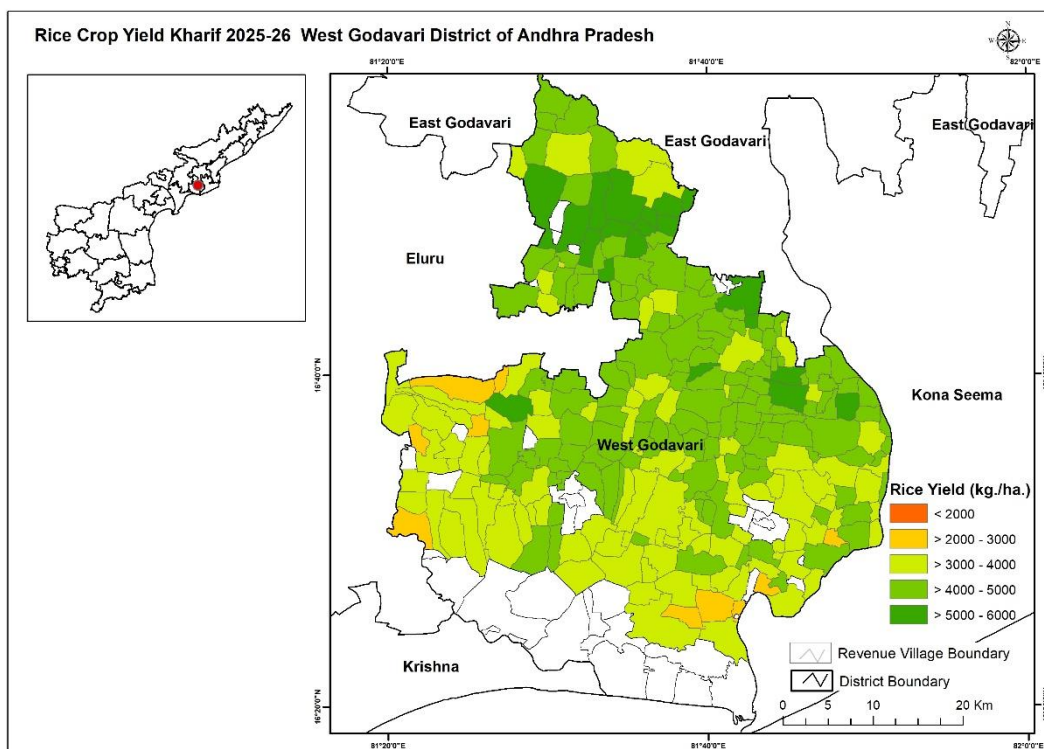 Rice Crop Yield Kharif 2025-26 West Godavari District of Andhra Pradesh
N
W
E
S
81°20'0"E
81°40'0"E
82°0'0"E
East Godavari
East Godavari
East Godavari
Eluru
16°40'0"N
Kona Seema
West Godavari
Rice Yield (kg./ha.)
< 2000
> 2000 - 3000
> 3000 - 4000
> 4000 - 5000
> 5000 - 6000
Revenue Village Boundary
District Boundary
Krishna
0 5 10 20 Km
16°20'0"N
81°20'0"E
81°40'0"E
82°0'0"E